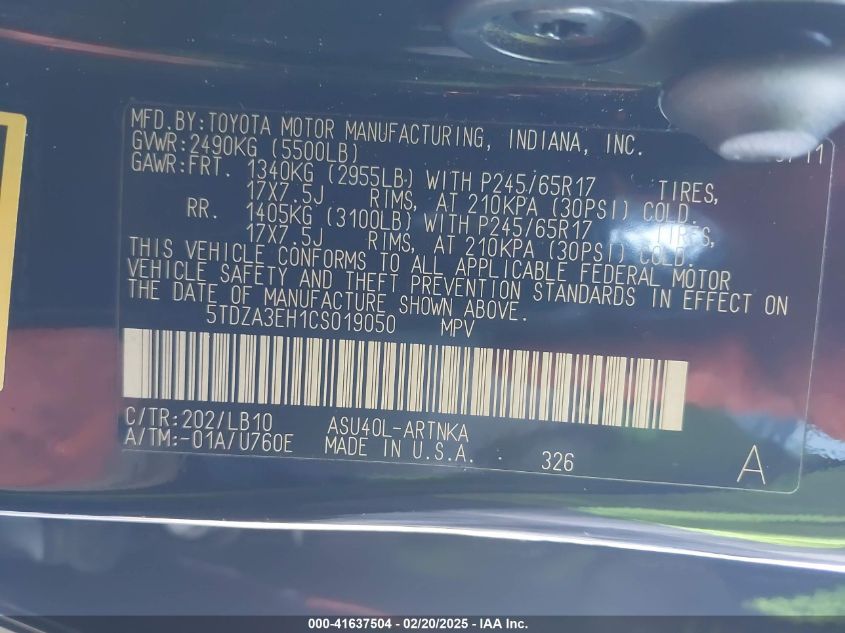 MFD.BY:TOYOTA MOTOR MANUFACTURING, INDIANA, INC.
GVWR:2490KG (5500LB)
GAWR:FRT. 1340KG (2955LB) WITH P245/65R17 TIRES,
17X7.5J RIMS, AT 210KPA (30PSI) COLD.
RR. 1405KG (3100LB) WITH P245/65R17 TIRES,
17X7.5J RIMS, AT 210KPA (30PSI) COLD.
THIS VEHICLE CONFORMS TO ALL APPLICABLE FEDERAL MOTOR
VEHICLE SAFETY AND THEFT PREVENTION STANDARDS IN EFFECT ON
THE DATE OF MANUFACTURE SHOWN ABOVE.
5TDZA3EH1CS019050 MPV
C/TR:202/LB10 ASU40L-ARTNKA
A/TM:-01A/U760E MADE IN U.S.A. : 326
A
000-41637504 - 02/20/2025 - IAA Inc.